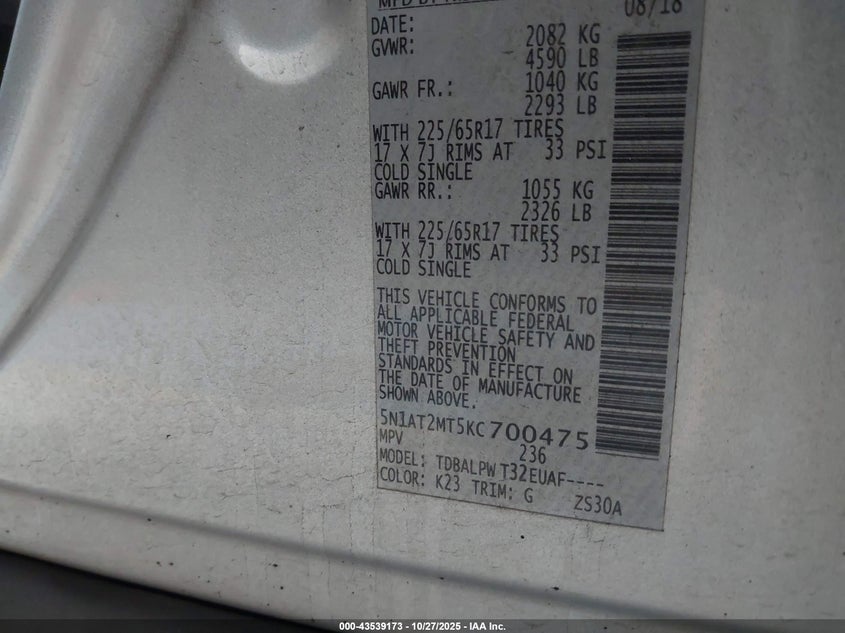 MFD BY
DATE: 08/18
GVWR: 2082 KG
4590 LB
GAWR FR.: 1040 KG
2293 LB
WITH 225/65R17 TIRES
17 X 7J RIMS AT 33 PSI
COLD SINGLE
GAWR RR.: 1055 KG
2326 LB
WITH 225/65R17 TIRES
17 X 7J RIMS AT 33 PSI
COLD SINGLE
THIS VEHICLE CONFORMS TO
ALL APPLICABLE FEDERAL
MOTOR VEHICLE SAFETY AND
THEFT PREVENTION
STANDARDS IN EFFECT ON
THE DATE OF MANUFACTURE
SHOWN ABOVE.
5N1AT2MT5KC700475
MPV 236
MODEL: TDBALPW T32EUAF----
COLOR: K23 TRIM: G ZS30A
000-43539173 - 10/27/2025 - IAA Inc.